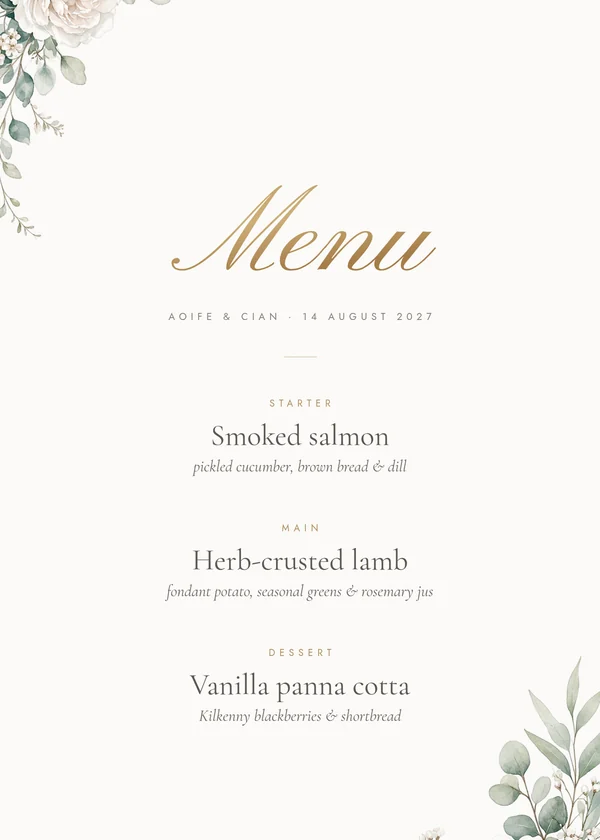 Menu
AOIFE & CIAN · 14 AUGUST 2027
STARTER
Smoked salmon
pickled cucumber, brown bread & dill
MAIN
Herb-crusted lamb
fondant potato, seasonal greens & rosemary jus
DESSERT
Vanilla panna cotta
Kilkenny blackberries & shortbread